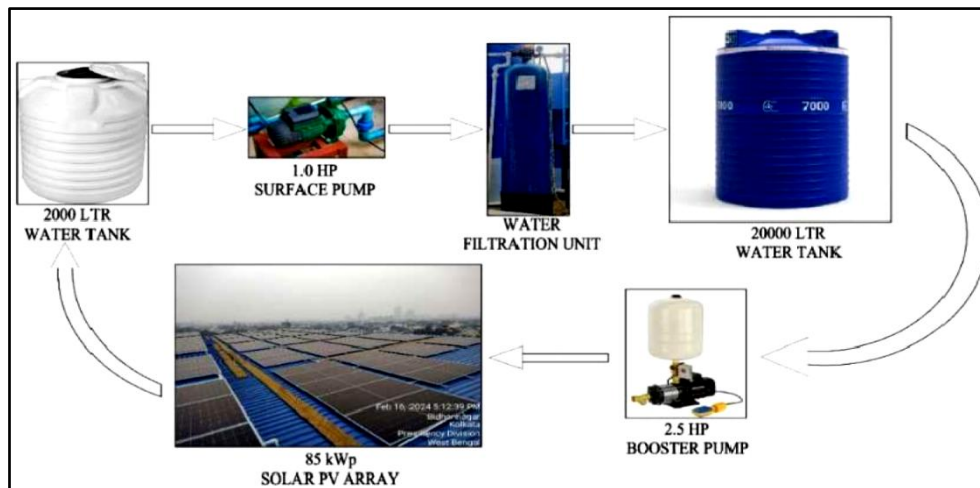 7000
1.0 HP
SURFACE PUMP
2000 LTR
WATER TANK
WATER
FILTRATION UNIT
20000 LTR
WATER TANK
Feb 16, 2024 5:12:39 PM
Bidhannagar
Kolkata
Presidency Division
West Bengal
85 kWp
SOLAR PV ARRAY
2.5 HP
BOOSTER PUMP